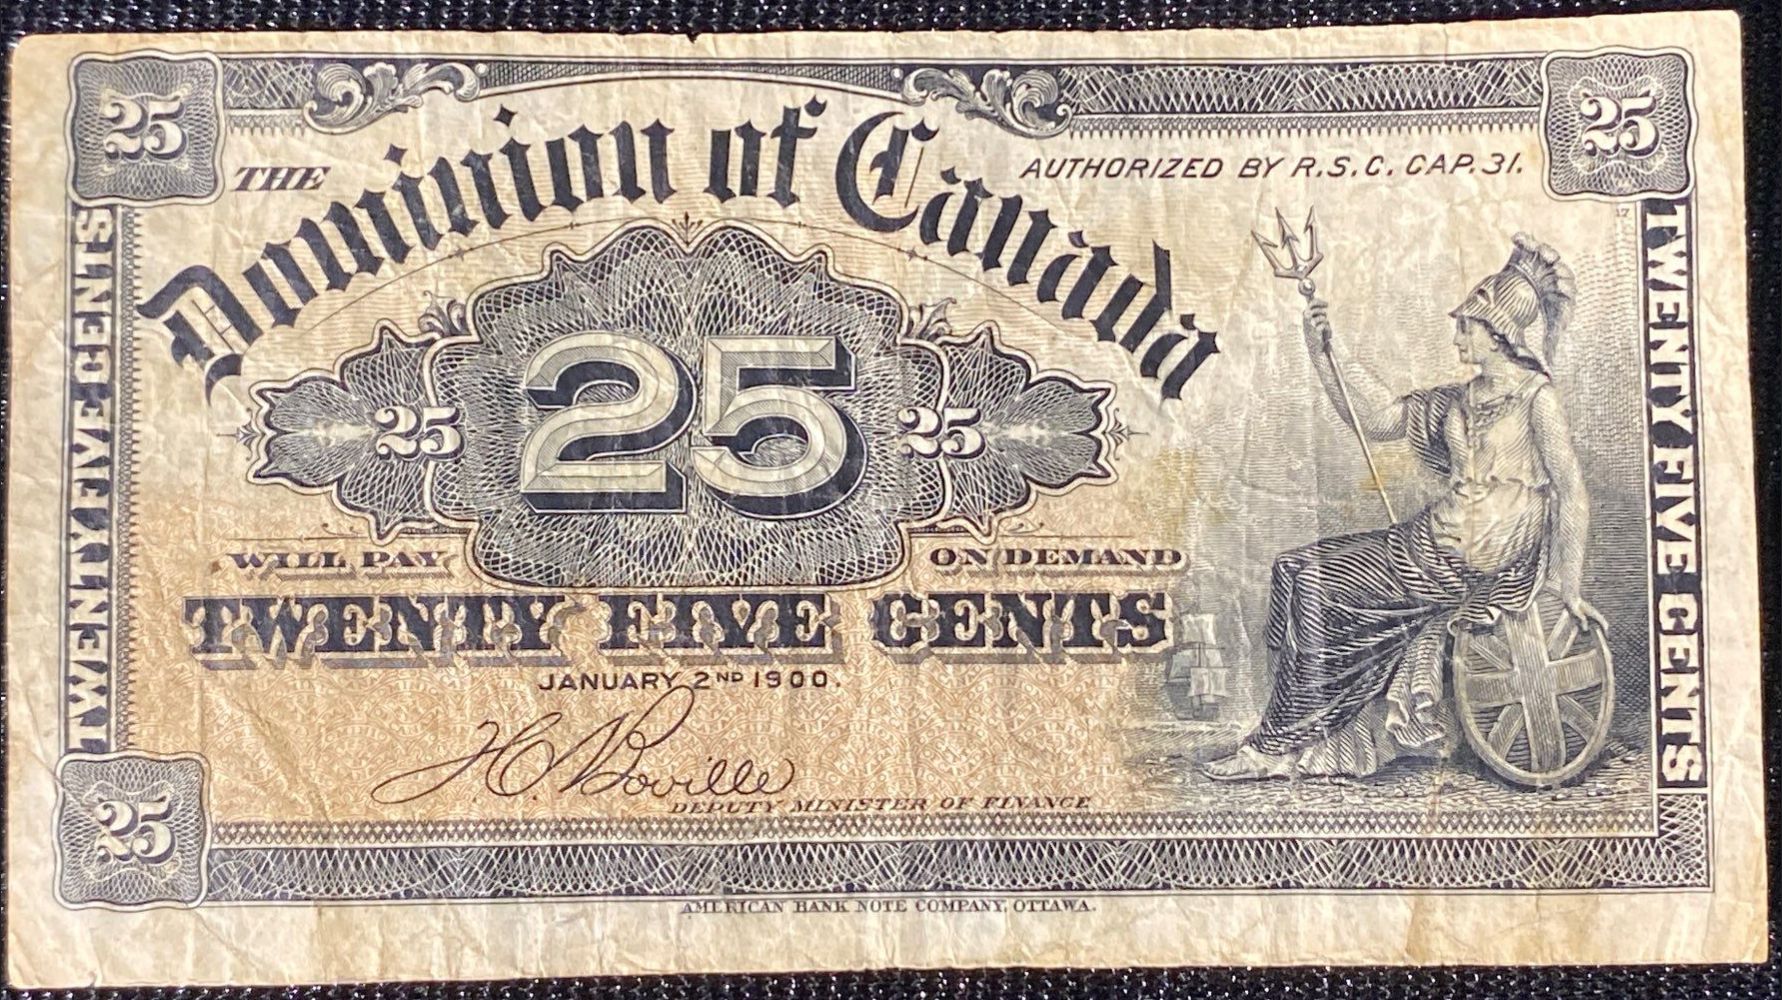 25
25
THE
Dominion of Canada
AUTHORIZED BY R.S.C. CAP. 31.
17
TWENTY FIVE CENTS
TWENTY FIVE CENTS
25
25
25
WILL PAY
ON DEMAND
TWENTY FIVE CENTS
JANUARY 2ND 1900.
H.C. Boville
DEPUTY MINISTER OF FINANCE
25
AMERICAN BANK NOTE COMPANY, OTTAWA.